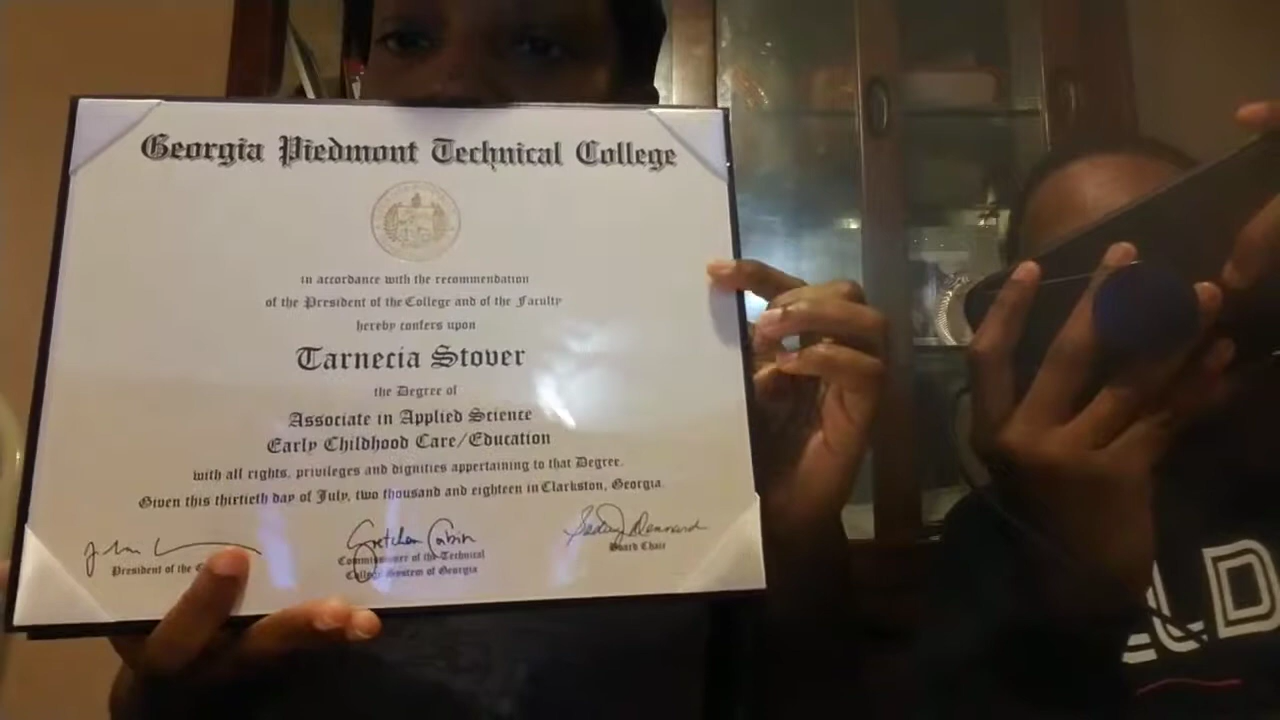 Georgia Piedmont Technical College
in accordance with the recommendation
of the President of the College and of the Faculty
hereby confers upon
Tarnecia Stover
the Degree of
Associate in Applied Science
Early Childhood Care/Education
with all rights, privileges and dignities appertaining to that Degree.
Given this thirtieth day of July, two thousand and eighteen in Clarkston, Georgia.
Gretchen Corbin
President of the
Commissioner of the Technical
College System of Georgia
Board Chair
LD